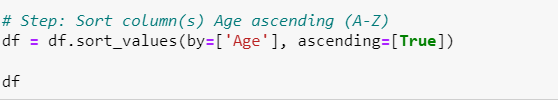 # Step: Sort column(s) Age ascending (A-Z)
df = df.sort_values(by=['Age'], ascending=[True])
df